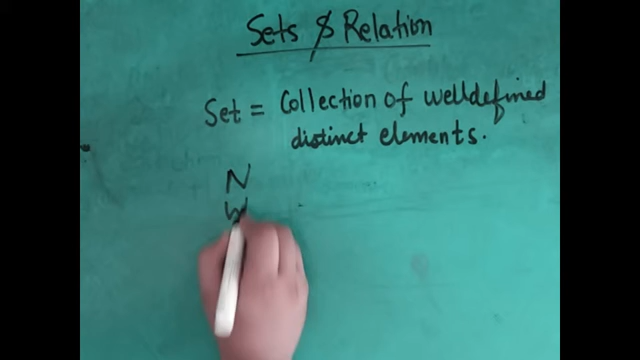 Sets & Relation
Set = Collection of welldefined
distinct elements.
N
W